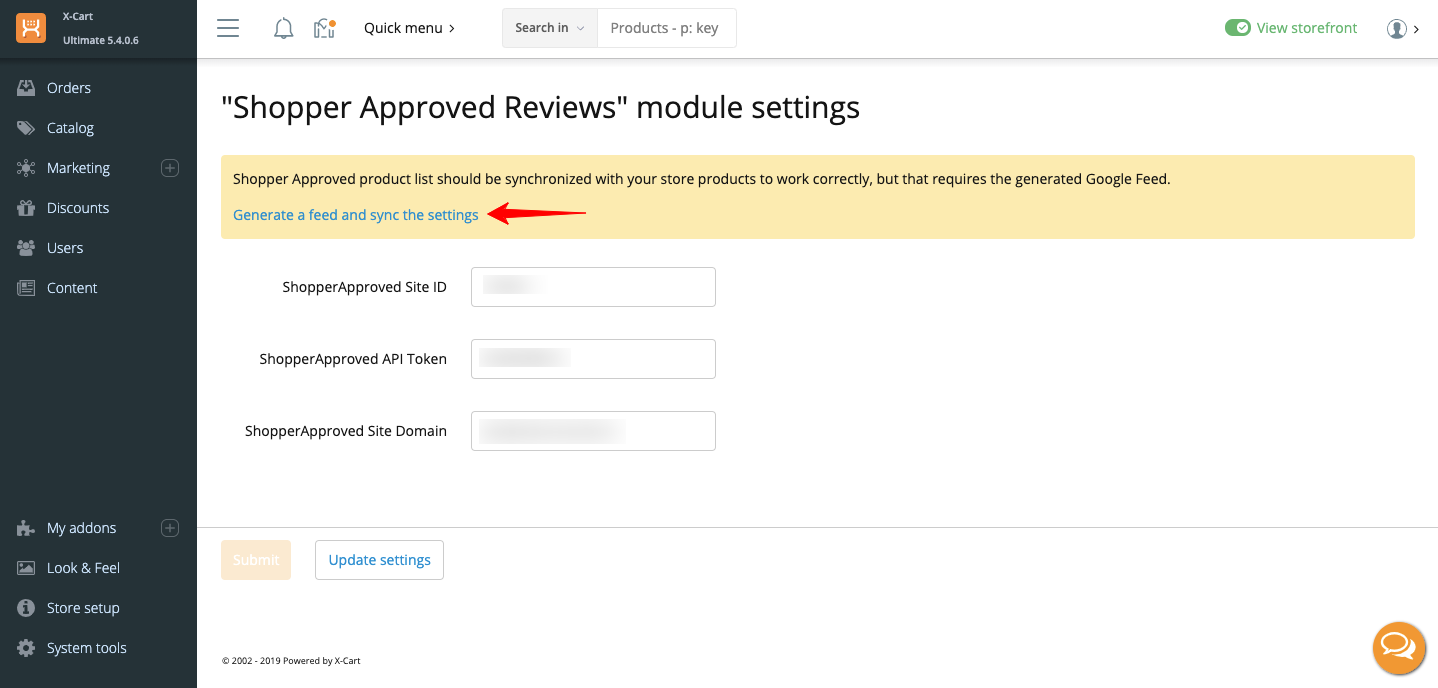 X-Cart
Ultimate 5.4.0.6
Quick menu
Search in
Products - p: key
View storefront
Orders
Catalog
Marketing
Discounts
Users
Content
My addons
Look & Feel
Store setup
System tools
"Shopper Approved Reviews" module settings
Shopper Approved product list should be synchronized with your store products to work correctly, but that requires the generated Google Feed.
Generate a feed and sync the settings
ShopperApproved Site ID
ShopperApproved API Token
ShopperApproved Site Domain
Submit
Update settings
© 2002 - 2019 Powered by X-Cart